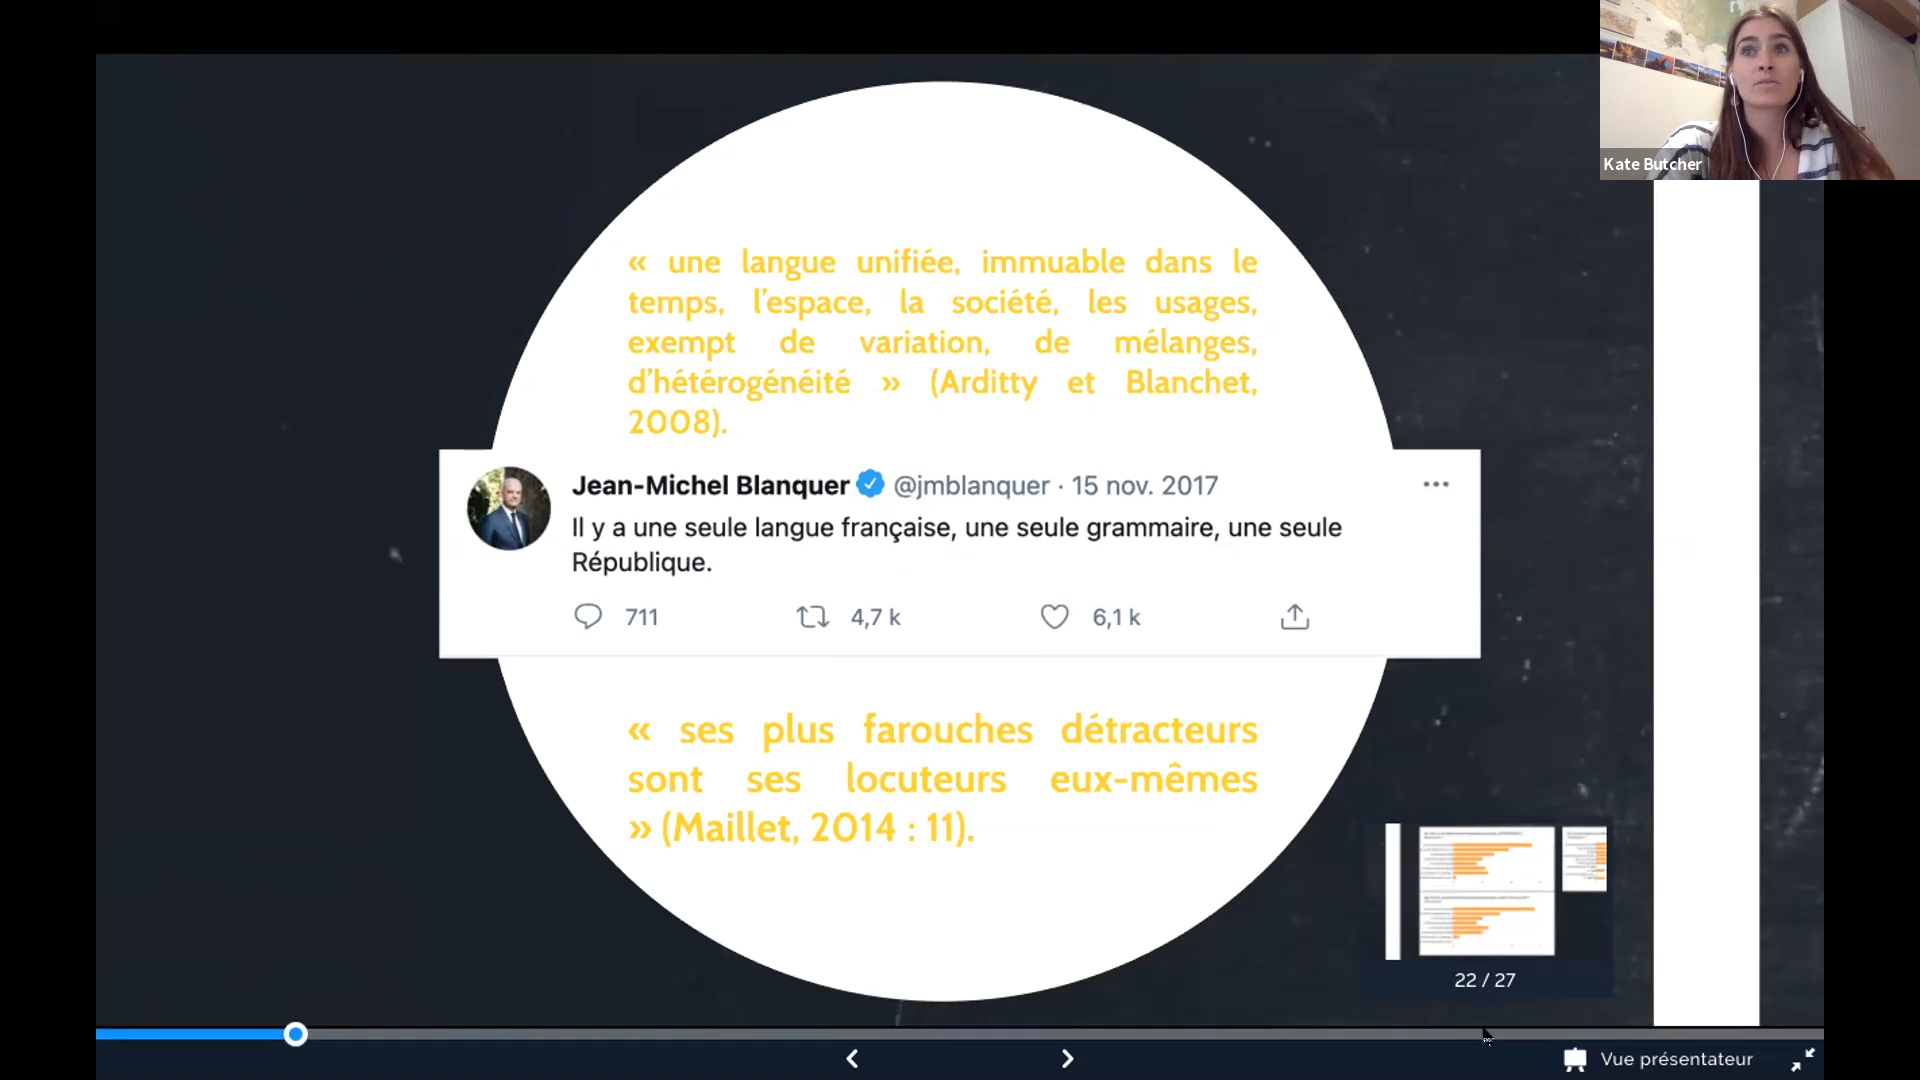 Kate Butcher
« une langue unifiée, immuable dans le
temps, l'espace, la société, les usages,
exempt de variation, de mélanges,
d'hétérogénéité » (Arditty et Blanchet,
2008).
Jean-Michel Blanquer @jmblanquer · 15 nov. 2017
Il y a une seule langue française, une seule grammaire, une seule
République.
711 4,7 k 6,1 k
« ses plus farouches détracteurs
sont ses locuteurs eux-mêmes
» (Maillet, 2014 : 11).
22 / 27
Vue présentateur